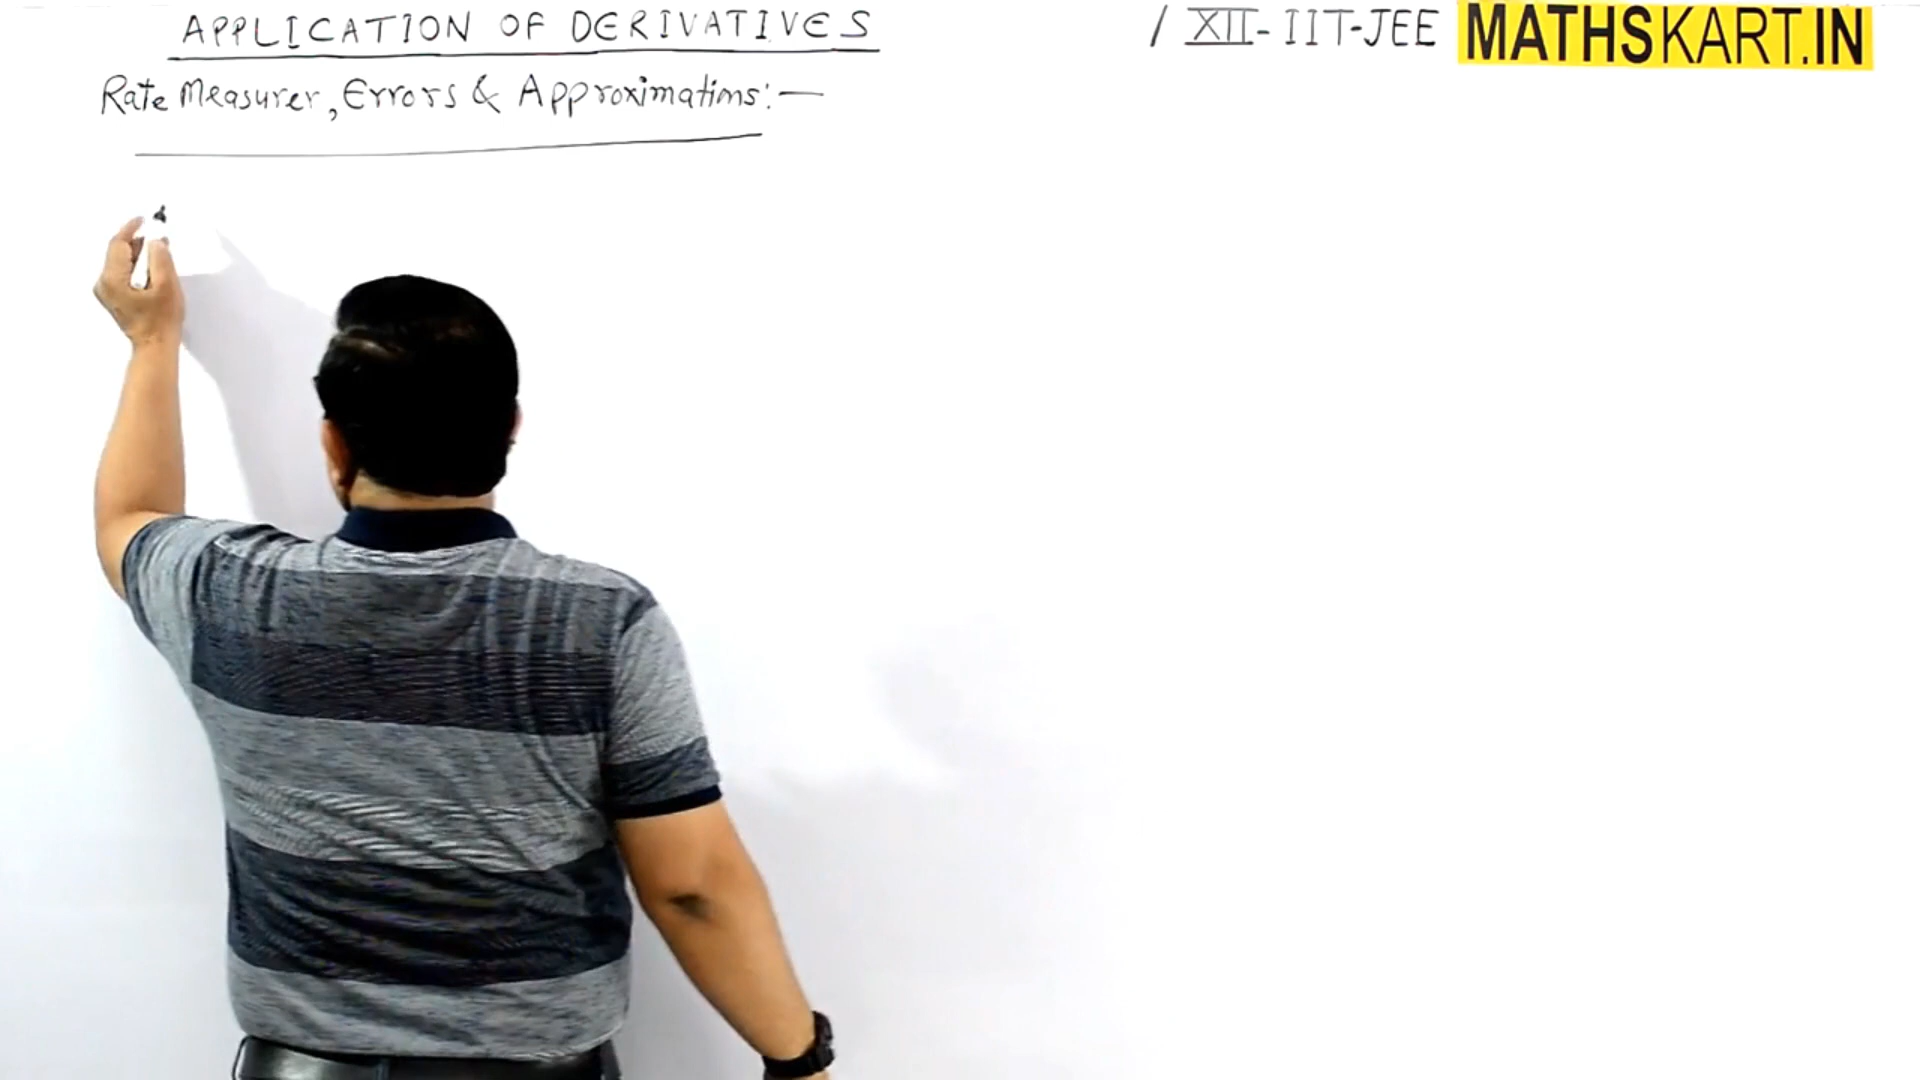 APPLICATION OF DERIVATIVES / XII-IIT-JEE MATHSKART.IN
Rate Measurer, Errors & Approximations:—